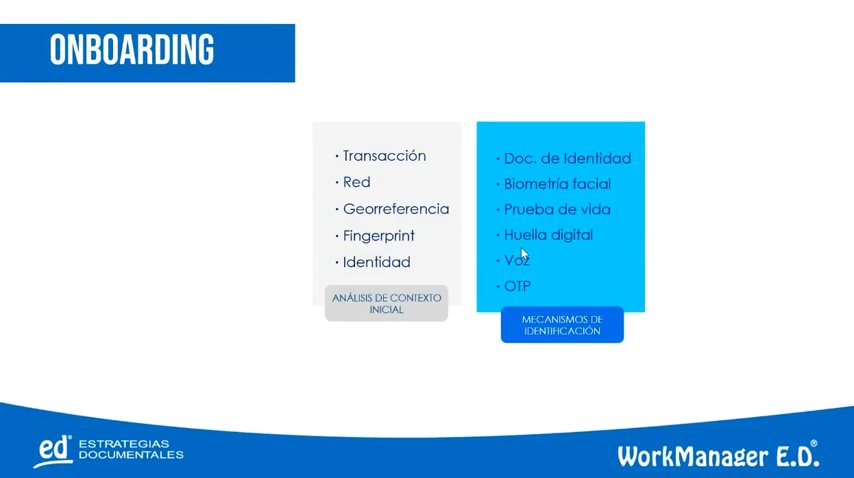 ONBOARDING
· Transacción
· Red
· Georreferencia
· Fingerprint
· Identidad
ANÁLISIS DE CONTEXTO
INICIAL
· Doc. de Identidad
· Biometría facial
· Prueba de vida
· Huella digital
· Voz
· OTP
MECANISMOS DE
IDENTIFICACIÓN
ed®
ESTRATEGIAS
DOCUMENTALES
WorkManager E.D.®